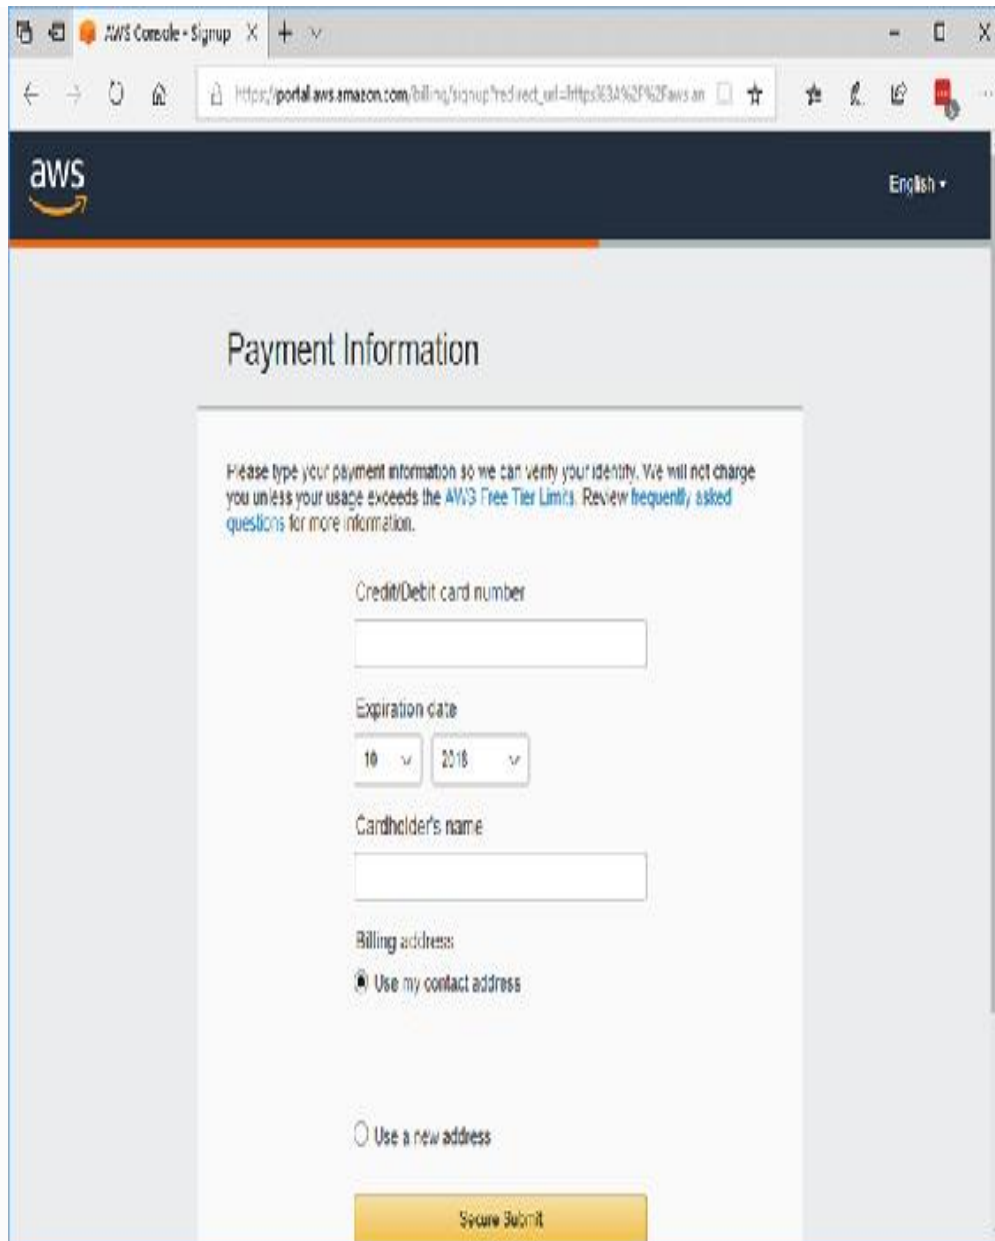 AWS Console - Signup
https://portal.aws.amazon.com/billing/signup?redirect_url=https%3A%2F%2Faws.am
aws
English
Payment Information
Please type your payment information so we can verify your identity. We will not charge
you unless your usage exceeds the AWS Free Tier Limits. Review frequently asked
questions for more information.
Credit/Debit card number
Expiration date
10 2018
Cardholder's name
Billing address
Use my contact address
Use a new address
Secure Submit